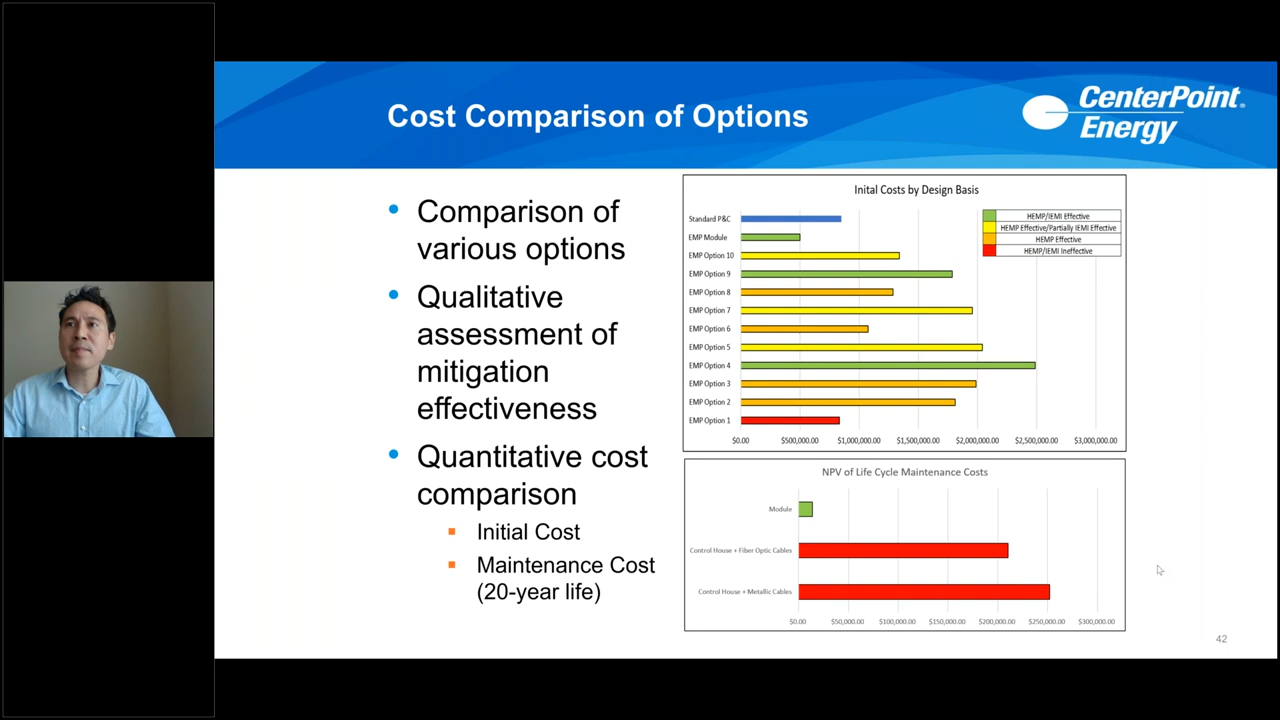 Cost Comparison of Options
CenterPoint®
Energy
• Comparison of
various options
• Qualitative
assessment of
mitigation
effectiveness
• Quantitative cost
comparison
▪ Initial Cost
▪ Maintenance Cost
(20-year life)
Inital Costs by Design Basis
Standard P&C
EMP Module
EMP Option 10
EMP Option 9
EMP Option 8
EMP Option 7
EMP Option 6
EMP Option 5
EMP Option 4
EMP Option 3
EMP Option 2
EMP Option 1
HEMP/IEMI Effective
HEMP Effective/Partially IEMI Effective
HEMP Effective
HEMP/IEMI Ineffective
$0.00 $500,000.00 $1,000,000.00 $1,500,000.00 $2,000,000.00 $2,500,000.00 $3,000,000.00
NPV of Life Cycle Maintenance Costs
Module
Control House + Fiber Optic Cables
Control House + Metallic Cables
$0.00 $50,000.00 $100,000.00 $150,000.00 $200,000.00 $250,000.00 $300,000.00
42